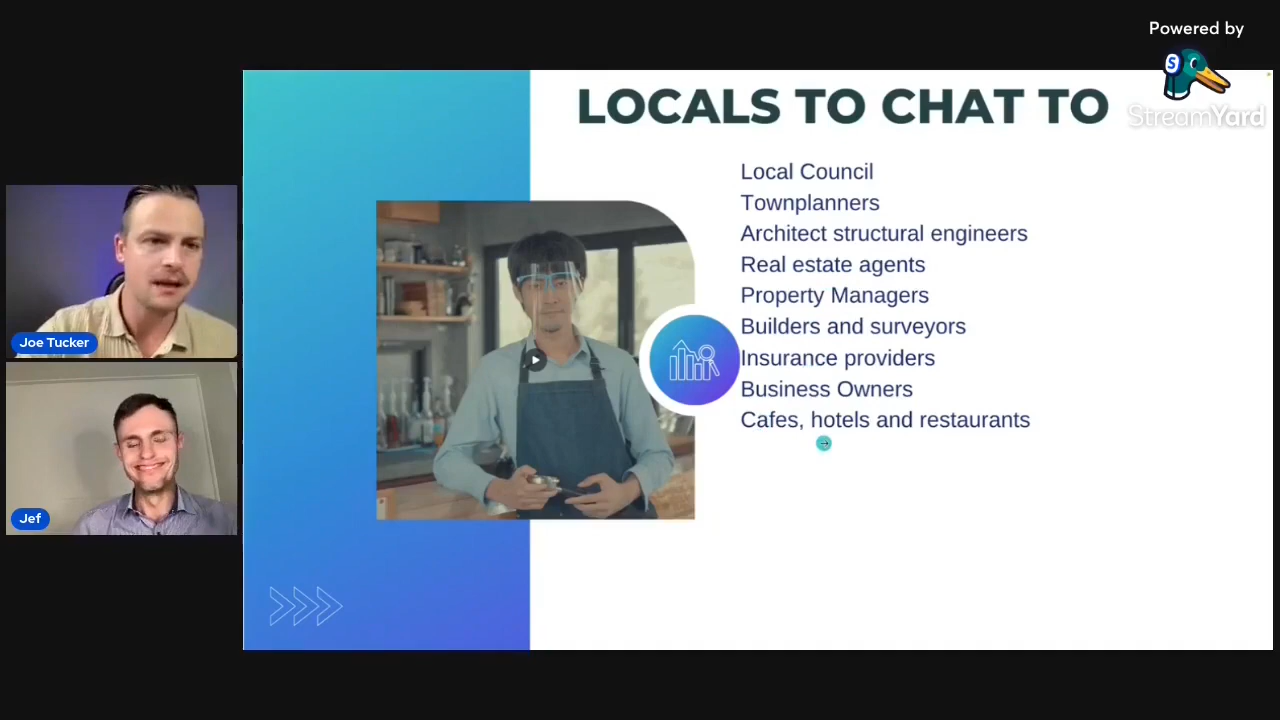 Powered by
S
StreamYard
LOCALS TO CHAT TO
Local Council
Townplanners
Architect structural engineers
Real estate agents
Property Managers
Builders and surveyors
Insurance providers
Business Owners
Cafes, hotels and restaurants
Joe Tucker
Jef